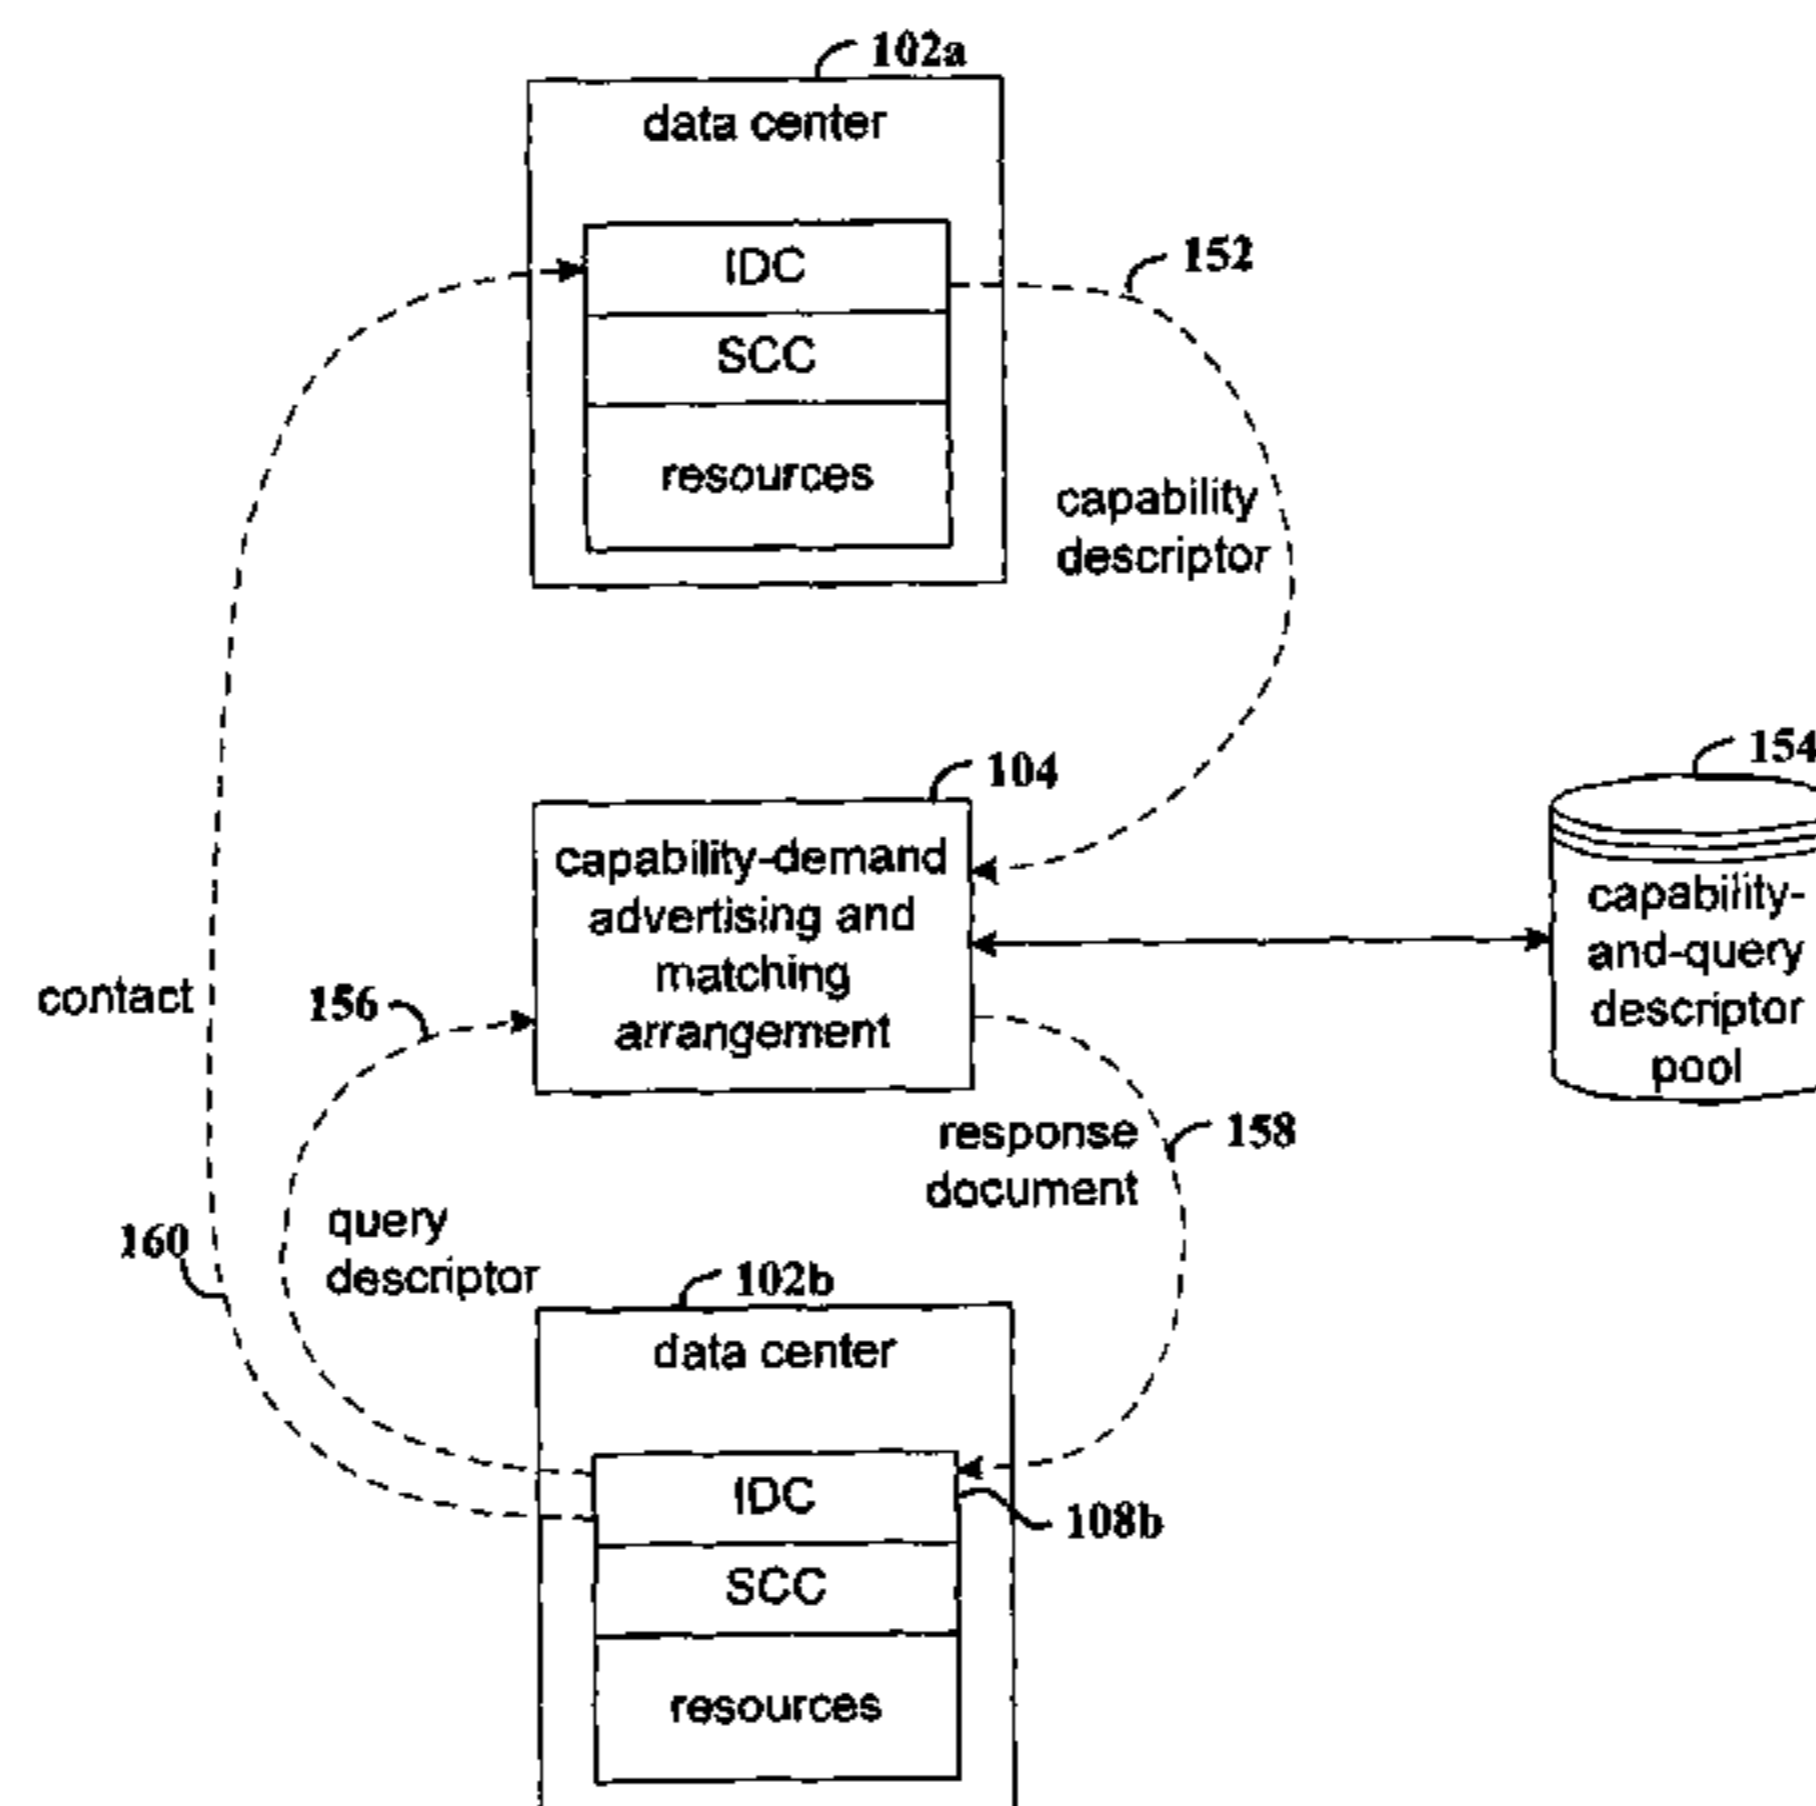 102a
data center
IDC
152
SCC
resources
capability
descriptor
104
154
capability-demand
advertising and
matching
arrangement
capability-
and-query
descriptor
pool
contact
156
response
document
158
160
query
descriptor
102b
data center
IDC
108b
SCC
resources